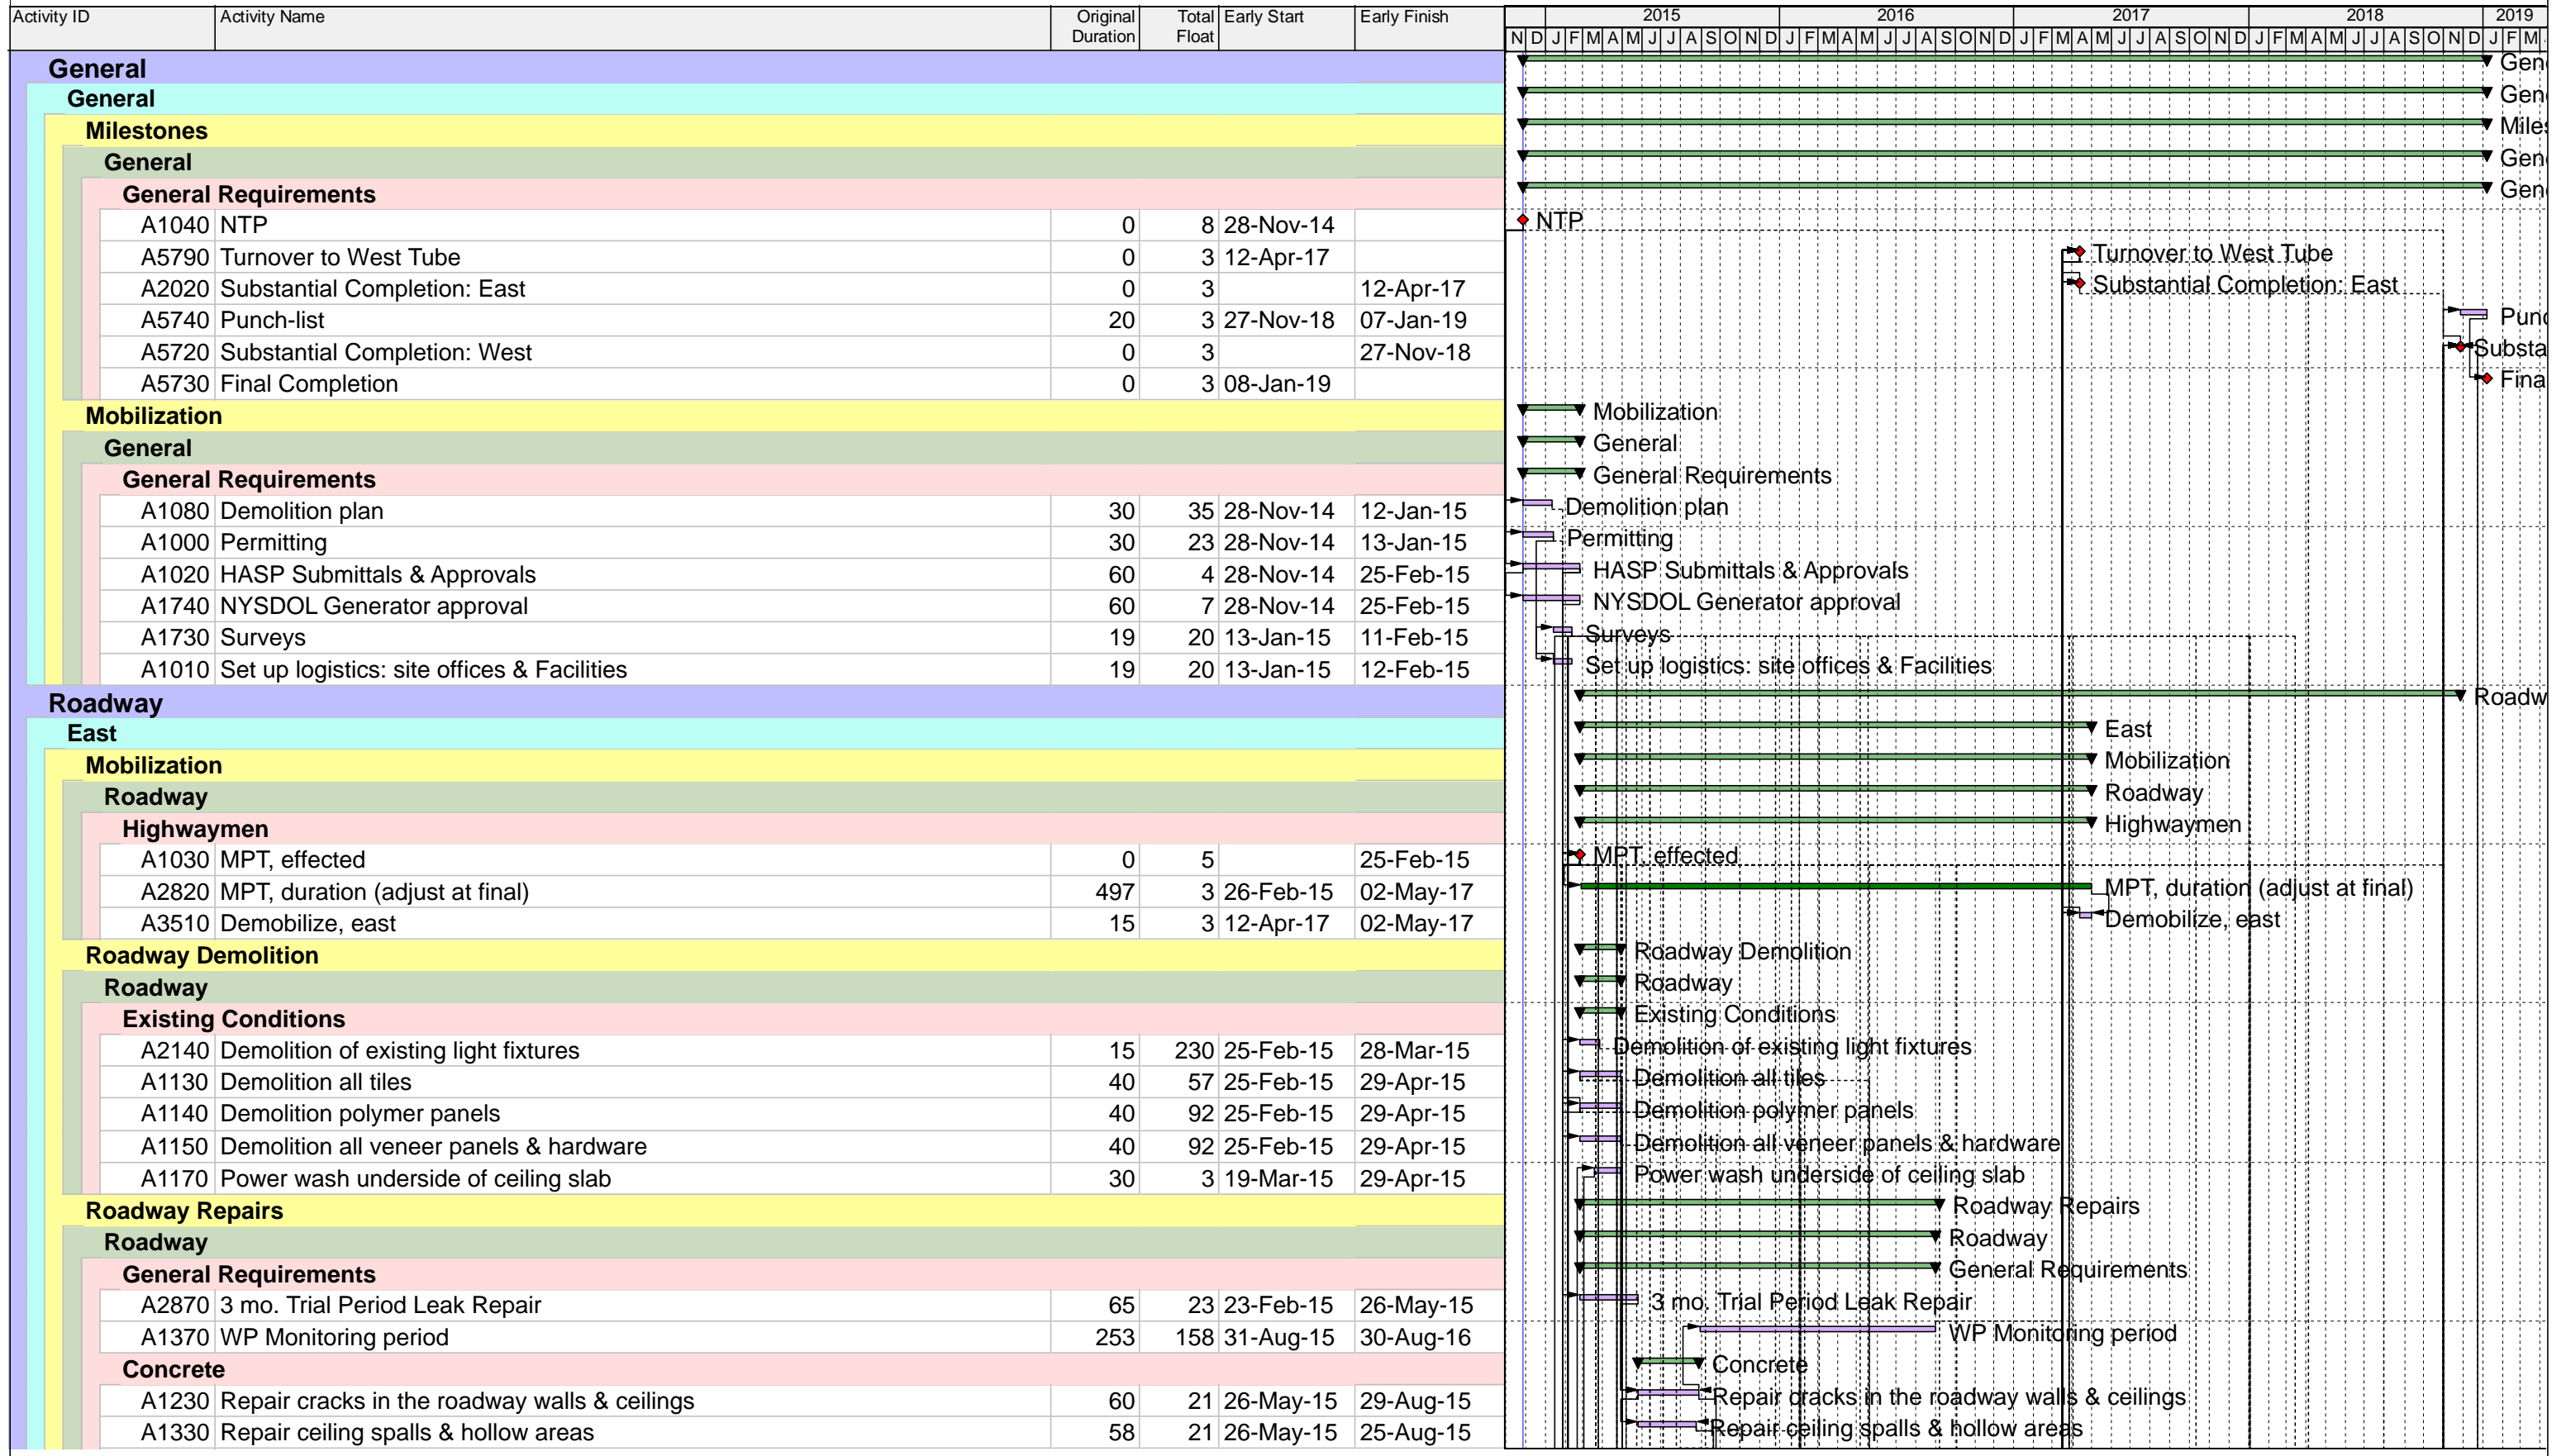 Activity ID Activity Name Original Duration Total Float Early Start Early Finish 2015 2016 2017 2018 2019
N D J F M A M J J A S O N D J F M A M J J A S O N D J F M A M J J A S O N D J F M A M J J A S O N D J F M
General Gen
General Gen
Milestones Miles
General Gen
General Requirements Gen
A1040 NTP 0 8 28-Nov-14 NTP
A5790 Turnover to West Tube 0 3 12-Apr-17 Turnover to West Tube
A2020 Substantial Completion: East 0 3 12-Apr-17 Substantial Completion: East
A5740 Punch-list 20 3 27-Nov-18 07-Jan-19 Punc
A5720 Substantial Completion: West 0 3 27-Nov-18 Substa
A5730 Final Completion 0 3 08-Jan-19 Fina
Mobilization Mobilization
General General
General Requirements General Requirements
A1080 Demolition plan 30 35 28-Nov-14 12-Jan-15 Demolition plan
A1000 Permitting 30 23 28-Nov-14 13-Jan-15 Permitting
A1020 HASP Submittals & Approvals 60 4 28-Nov-14 25-Feb-15 HASP Submittals & Approvals
A1740 NYSDOL Generator approval 60 7 28-Nov-14 25-Feb-15 NYSDOL Generator approval
A1730 Surveys 19 20 13-Jan-15 11-Feb-15 Surveys
A1010 Set up logistics: site offices & Facilities 19 20 13-Jan-15 12-Feb-15 Set up logistics: site offices & Facilities
Roadway Roadw
East East
Mobilization Mobilization
Roadway Roadway
Highwaymen Highwaymen
A1030 MPT, effected 0 5 25-Feb-15 MPT, effected
A2820 MPT, duration (adjust at final) 497 3 26-Feb-15 02-May-17 MPT, duration (adjust at final)
A3510 Demobilize, east 15 3 12-Apr-17 02-May-17 Demobilize, east
Roadway Demolition Roadway Demolition
Roadway Roadway
Existing Conditions Existing Conditions
A2140 Demolition of existing light fixtures 15 230 25-Feb-15 28-Mar-15 Demolition of existing light fixtures
A1130 Demolition all tiles 40 57 25-Feb-15 29-Apr-15 Demolition all tiles
A1140 Demolition polymer panels 40 92 25-Feb-15 29-Apr-15 Demolition polymer panels
A1150 Demolition all veneer panels & hardware 40 92 25-Feb-15 29-Apr-15 Demolition all veneer panels & hardware
A1170 Power wash underside of ceiling slab 30 3 19-Mar-15 29-Apr-15 Power wash underside of ceiling slab
Roadway Repairs Roadway Repairs
Roadway Roadway
General Requirements General Requirements
A2870 3 mo. Trial Period Leak Repair 65 23 23-Feb-15 26-May-15 3 mo. Trial Period Leak Repair
A1370 WP Monitoring period 253 158 31-Aug-15 30-Aug-16 WP Monitoring period
Concrete Concrete
A1230 Repair cracks in the roadway walls & ceilings 60 21 26-May-15 29-Aug-15 Repair cracks in the roadway walls & ceilings
A1330 Repair ceiling spalls & hollow areas 58 21 26-May-15 25-Aug-15 Repair ceiling spalls & hollow areas